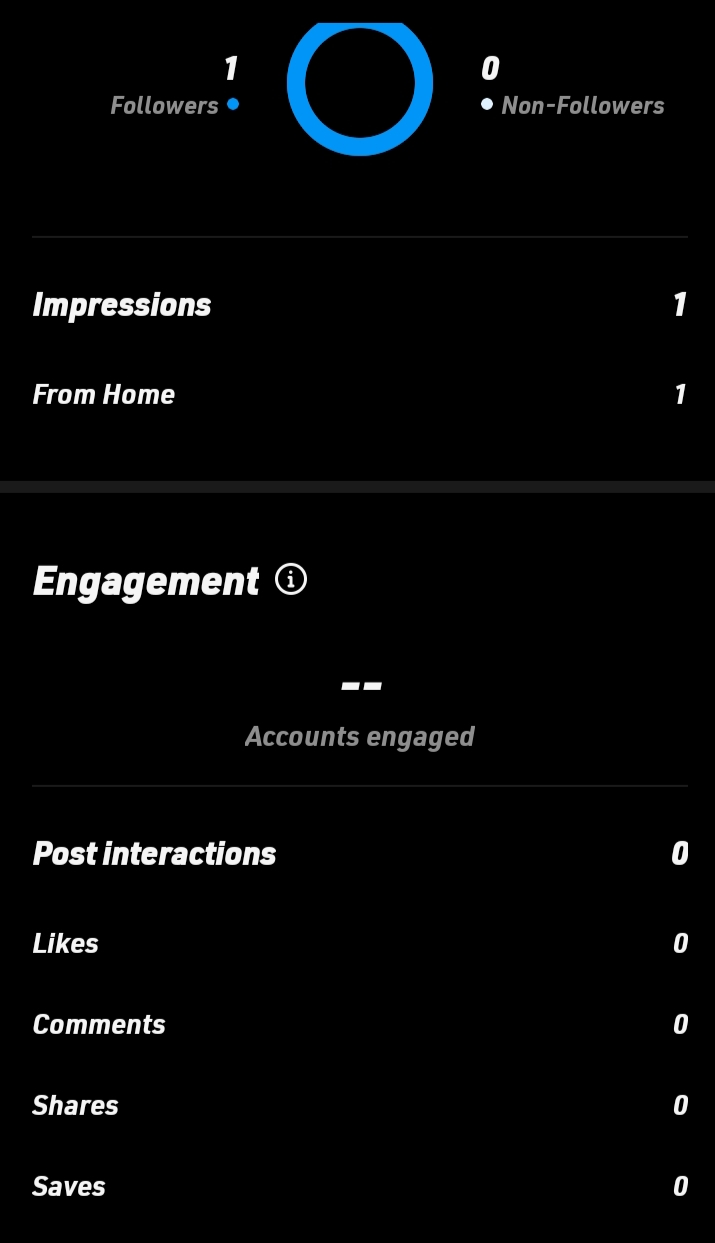 1 0
Followers Non-Followers
Impressions 1
From Home 1
Engagement
--
Accounts engaged
Post interactions 0
Likes 0
Comments 0
Shares 0
Saves 0